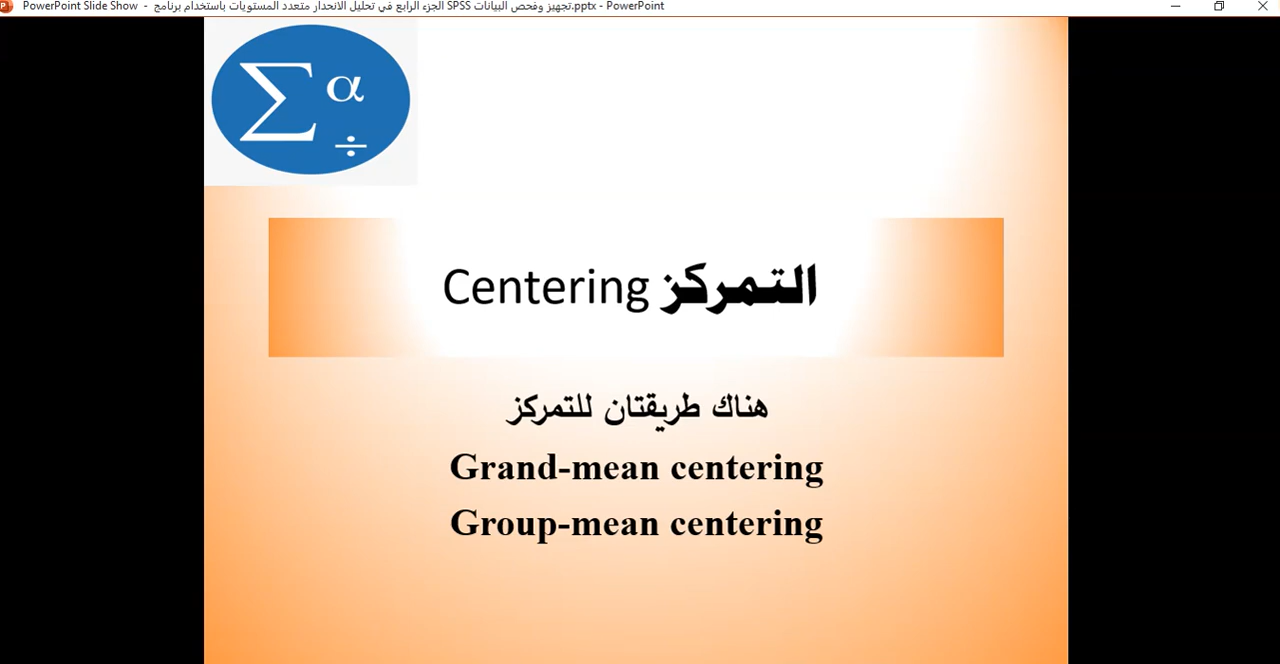 PowerPoint Slide Show - الجزء الرابع في تحليل الانحدار متعدد المستويات باستخدام برنامج SPSS تجهيز وفحص البيانات.pptx - PowerPoint
Σ α ÷
التمركز Centering
هناك طريقتان للتمركز
Grand-mean centering
Group-mean centering